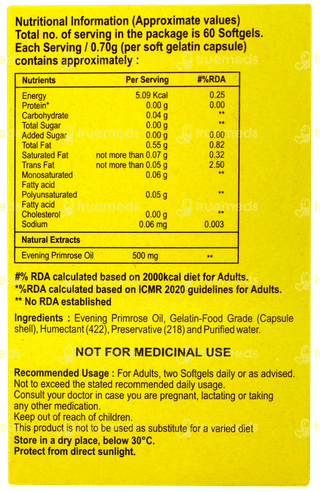 Nutritional Information (Approximate values)
Total no. of serving in the package is 60 Softgels.
Each Serving / 0.70g (per soft gelatin capsule)
contains approximately :
Nutrients Per Serving #%RDA
Energy 5.09 Kcal 0.25
Protein* 0.00 g 0.00
Carbohydrate 0.04 g **
Total Sugar 0.00 g **
Added Sugar 0.00 g 0.00
Total Fat 0.55 g 0.82
Saturated Fat not more than 0.07 g 0.32
Trans Fat not more than 0.05 g 2.50
Monosaturated 0.06 g **
Fatty acid
Polyunsaturated 0.05 g **
Fatty acid
Cholesterol 0.00 g **
Sodium 0.06 mg 0.003
Natural Extracts
Evening Primrose Oil 500 mg **
#% RDA calculated based on 2000kcal diet for Adults.
*%RDA calculated based on ICMR 2020 guidelines for Adults.
** No RDA established
Ingredients : Evening Primrose Oil, Gelatin-Food Grade (Capsule
shell), Humectant (422), Preservative (218) and Purified water.
NOT FOR MEDICINAL USE
Recommended Usage : For Adults, two Softgels daily or as advised.
Not to exceed the stated recommended daily usage.
Consult your doctor in case you are pregnant, lactating or taking
any other medication.
Keep out of reach of children.
This product is not to be used as substitute for a varied diet
Store in a dry place, below 30°C.
Protect from direct sunlight.
truemeds